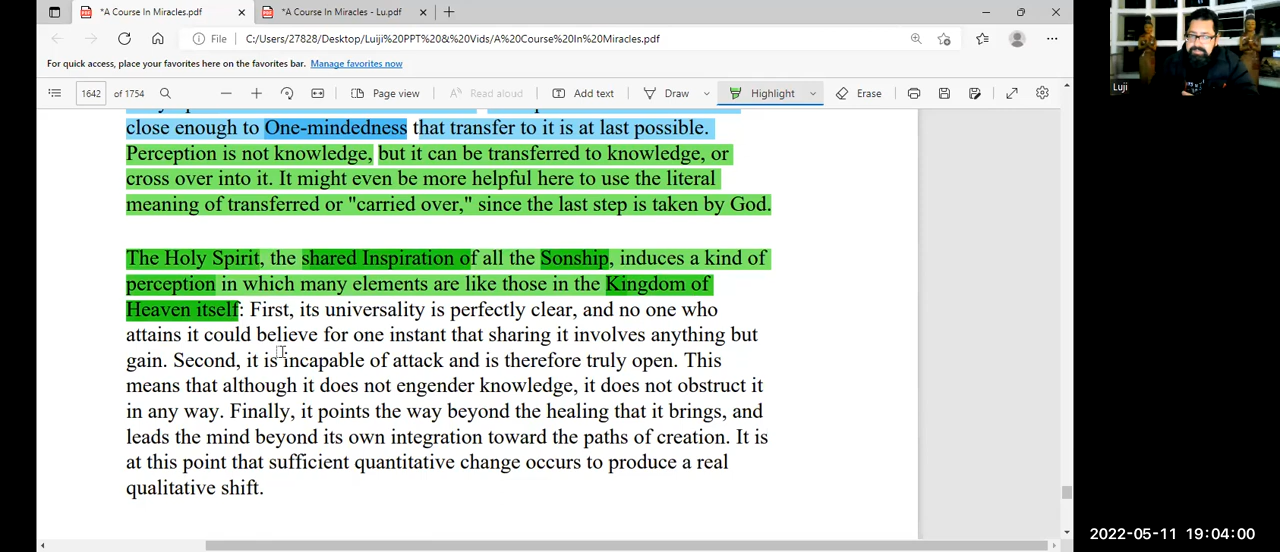 *A Course In Miracles.pdf
*A Course In Miracles - Lu.pdf
File
C:/Users/27828/Desktop/Luiji%20PPT%20&%20Vids/A%20Course%20In%20Miracles.pdf
For quick access, place your favorites here on the favorites bar. Manage favorites now
1642 of 1754
Page view
Read aloud
Add text
Draw
Highlight
Erase
close enough to One-mindedness that transfer to it is at last possible.
Perception is not knowledge, but it can be transferred to knowledge, or
cross over into it. It might even be more helpful here to use the literal
meaning of transferred or "carried over," since the last step is taken by God.
The Holy Spirit, the shared Inspiration of all the Sonship, induces a kind of
perception in which many elements are like those in the Kingdom of
Heaven itself: First, its universality is perfectly clear, and no one who
attains it could believe for one instant that sharing it involves anything but
gain. Second, it is incapable of attack and is therefore truly open. This
means that although it does not engender knowledge, it does not obstruct it
in any way. Finally, it points the way beyond the healing that it brings, and
leads the mind beyond its own integration toward the paths of creation. It is
at this point that sufficient quantitative change occurs to produce a real
qualitative shift.
Luji
2022-05-11 19:04:00